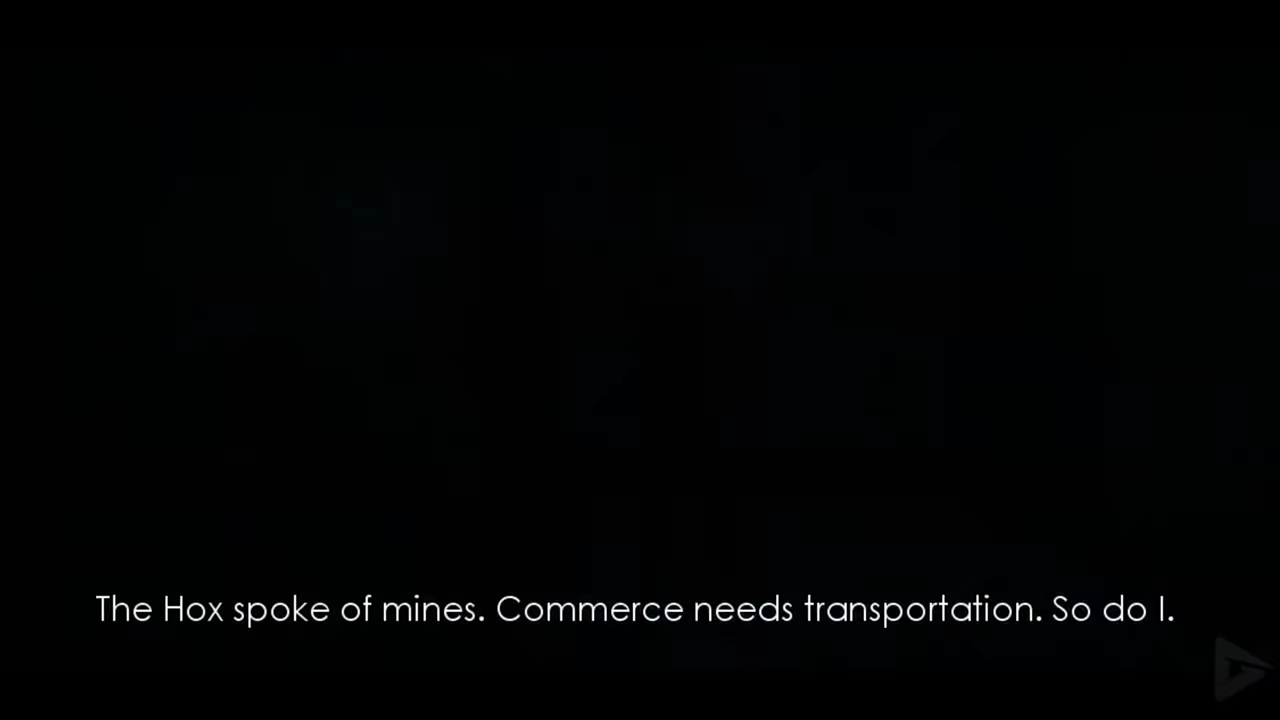 The Hox spoke of mines. Commerce needs transportation. So do I.